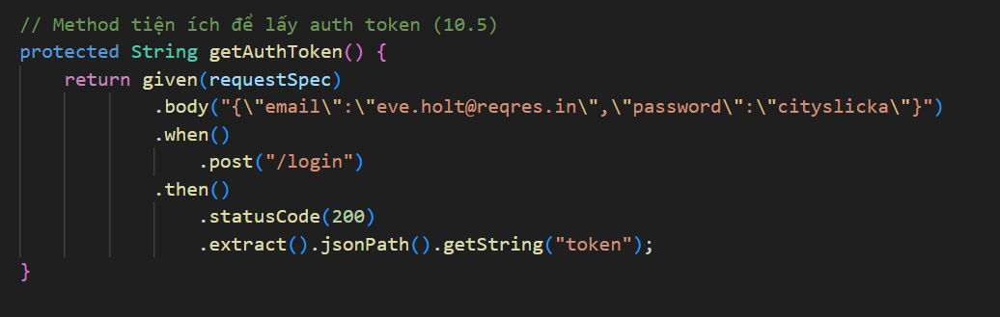 // Method tiện ích để lấy auth token (10.5)
protected String getAuthToken() {
return given(requestSpec)
.body("{\"email\":\"eve.holt@reqres.in\",\"password\":\"cityslicka\"}")
.when()
.post("/login")
.then()
.statusCode(200)
.extract().jsonPath().getString("token");
}